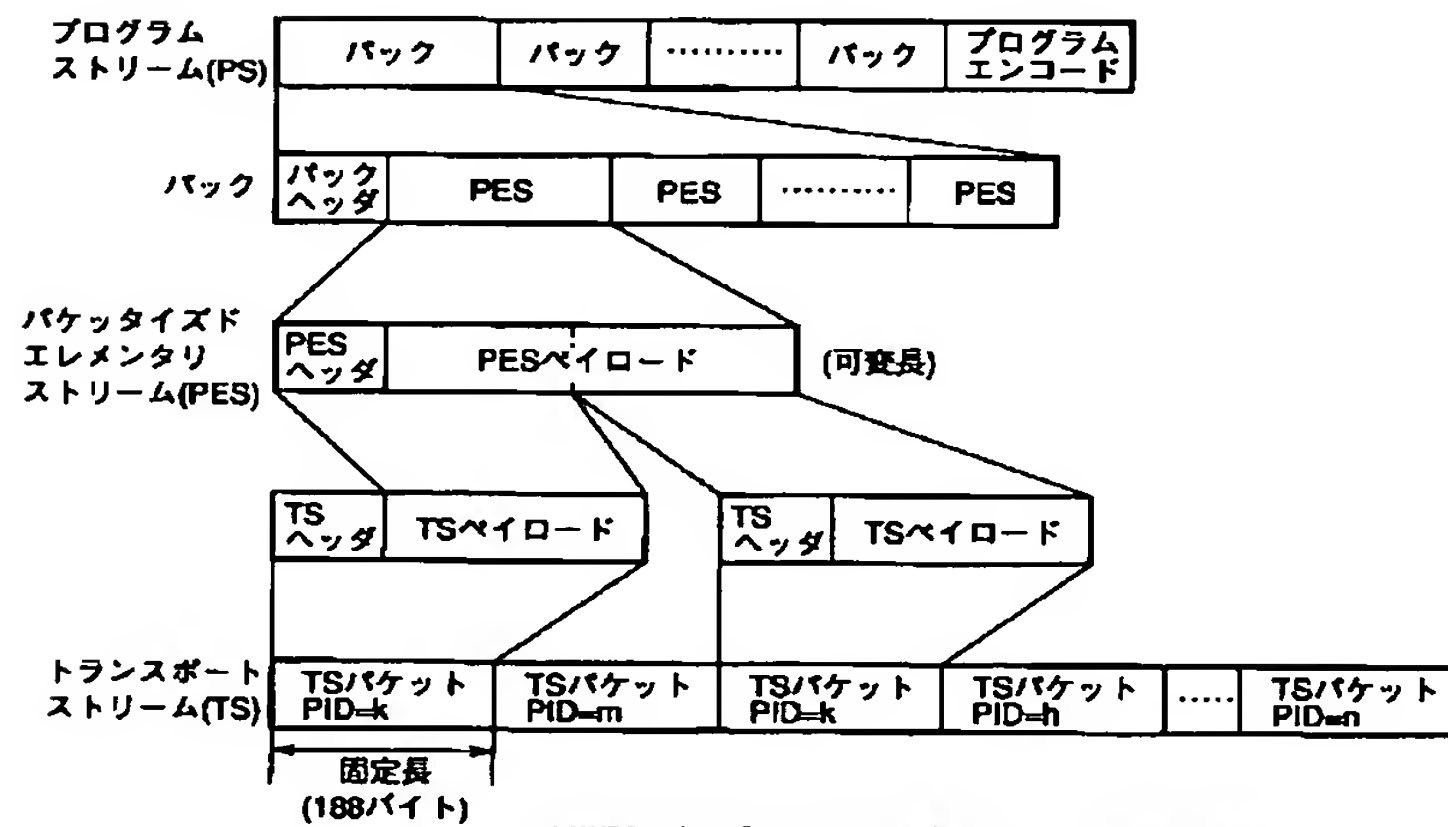 プログラム
ストリーム(PS)
パック
パック
..........
パック
プログラム
エンコード
パック
パック
ヘッダ
PES
PES
..........
PES
パケッタイズド
エレメンタリ
ストリーム(PES)
PES
ヘッダ
PESペイロード
(可変長)
TS
ヘッダ
TSペイロード
TS
ヘッダ
TSペイロード
トランスポート
ストリーム(TS)
TSパケット
PID=k
TSパケット
PID=m
TSパケット
PID=k
TSパケット
PID=h
.....
TSパケット
PID=n
固定長
(188バイト)